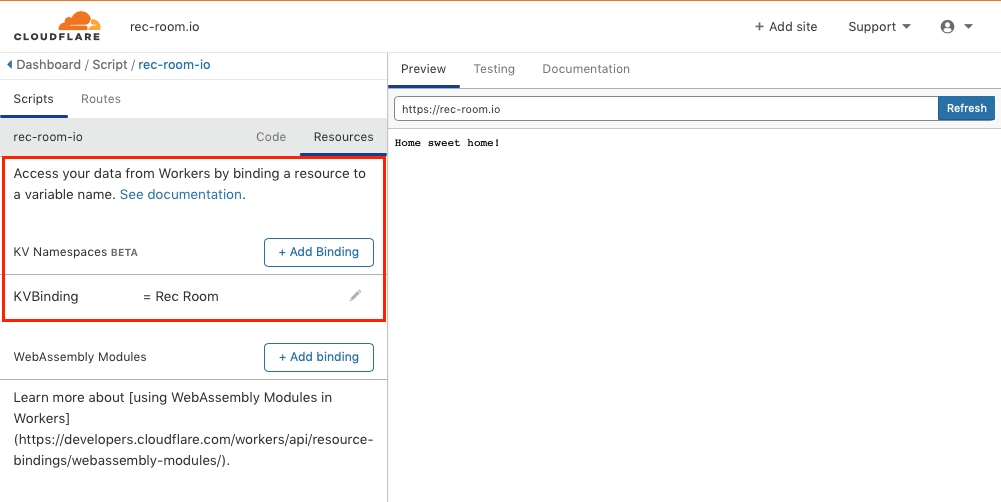 CLOUDFLARE
rec-room.io
+ Add site
Support
Dashboard / Script / rec-room-io
Scripts
Routes
rec-room-io
Code
Resources
Access your data from Workers by binding a resource to
a variable name. See documentation.
KV Namespaces BETA
+ Add Binding
KVBinding
= Rec Room
WebAssembly Modules
+ Add binding
Learn more about [using WebAssembly Modules in
Workers]
(https://developers.cloudflare.com/workers/api/resource-
bindings/webassembly-modules/).
Preview
Testing
Documentation
https://rec-room.io
Refresh
Home sweet home!